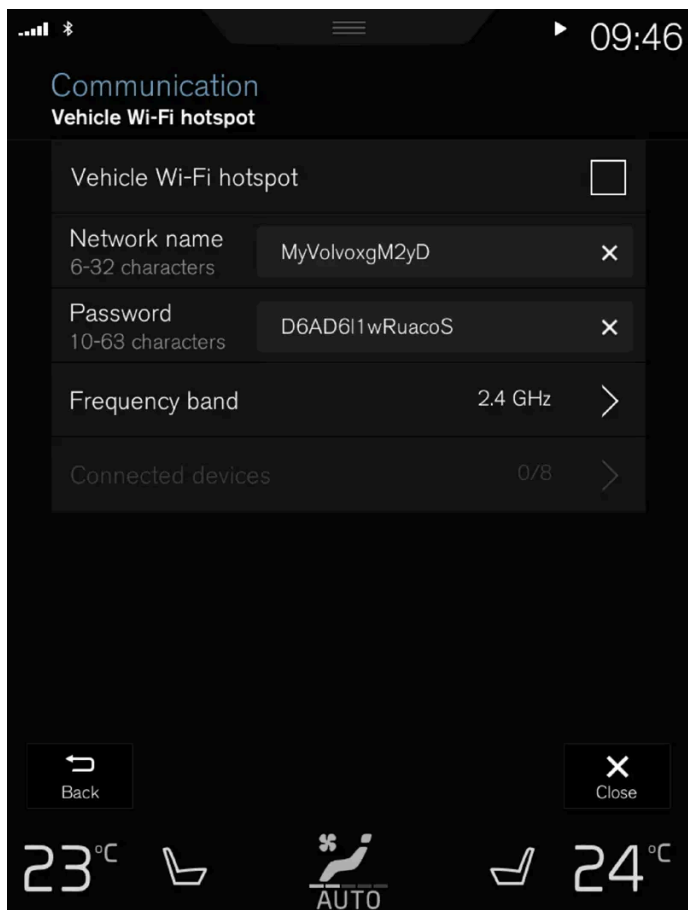 09:46
Communication
Vehicle Wi-Fi hotspot
Vehicle Wi-Fi hotspot
Network name
6-32 characters
MyVolvoxgM2yD
Password
10-63 characters
D6AD6l1wRuacoS
Frequency band 2.4 GHz
Connected devices 0/8
Back
Close
23°C
AUTO
24°C